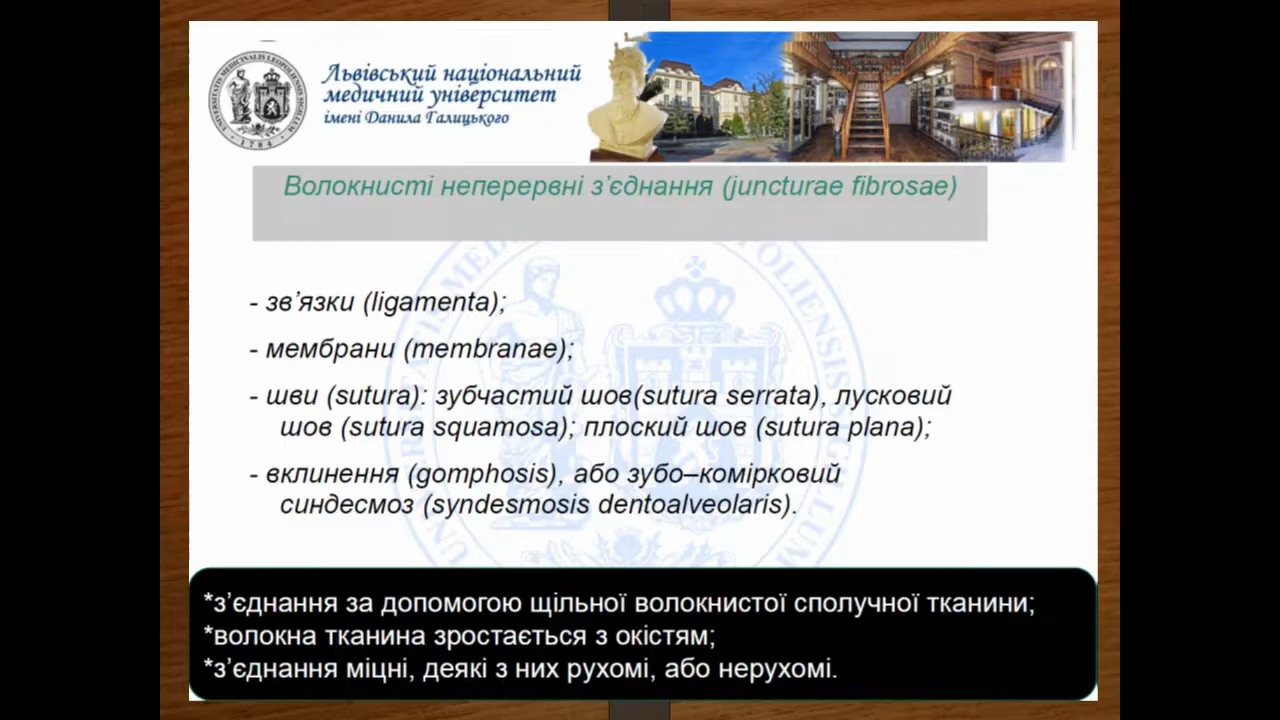 Львівський національний
медичний університет
імені Данила Галицького
1784
Волокнисті неперервні з’єднання (juncturae fibrosae)
- зв’язки (ligamenta);
- мембрани (membranae);
- шви (sutura): зубчастий шов(sutura serrata), лусковий
шов (sutura squamosa); плоский шов (sutura plana);
- вклинення (gomphosis), або зубо–комірковий
синдесмоз (syndesmosis dentoalveolaris).
*з’єднання за допомогою щільної волокнистої сполучної тканини;
*волокна тканина зростається з окістям;
*з’єднання міцні, деякі з них рухомі, або нерухомі.